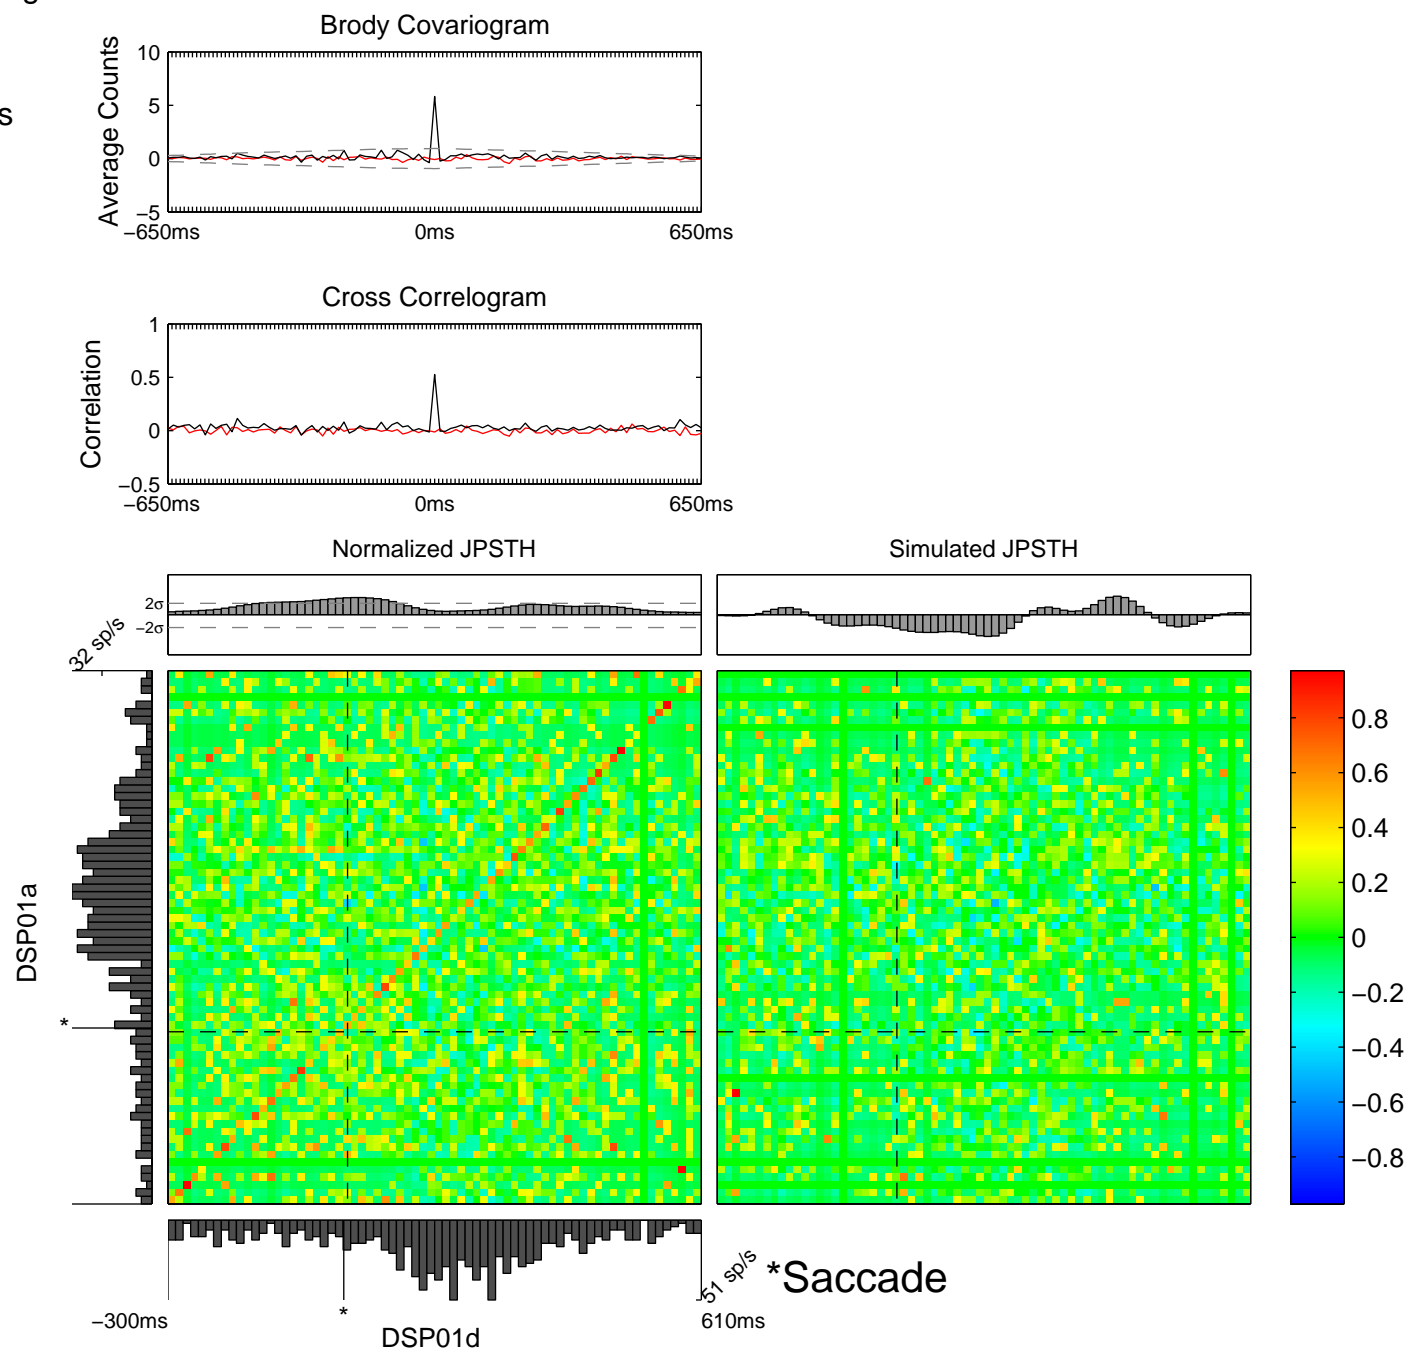 g
s
Brody Covariogram
Average Counts
10
5
0
−5
−650ms 0ms 650ms
Cross Correlogram
Correlation
1
0.5
0
−0.5
−650ms 0ms 650ms
Normalized JPSTH
Simulated JPSTH
2σ
−2σ
32 sp/s
DSP01a
*
0.8
0.6
0.4
0.2
0
−0.2
−0.4
−0.6
−0.8
51 sp/s
*Saccade
*
−300ms
610ms
DSP01d